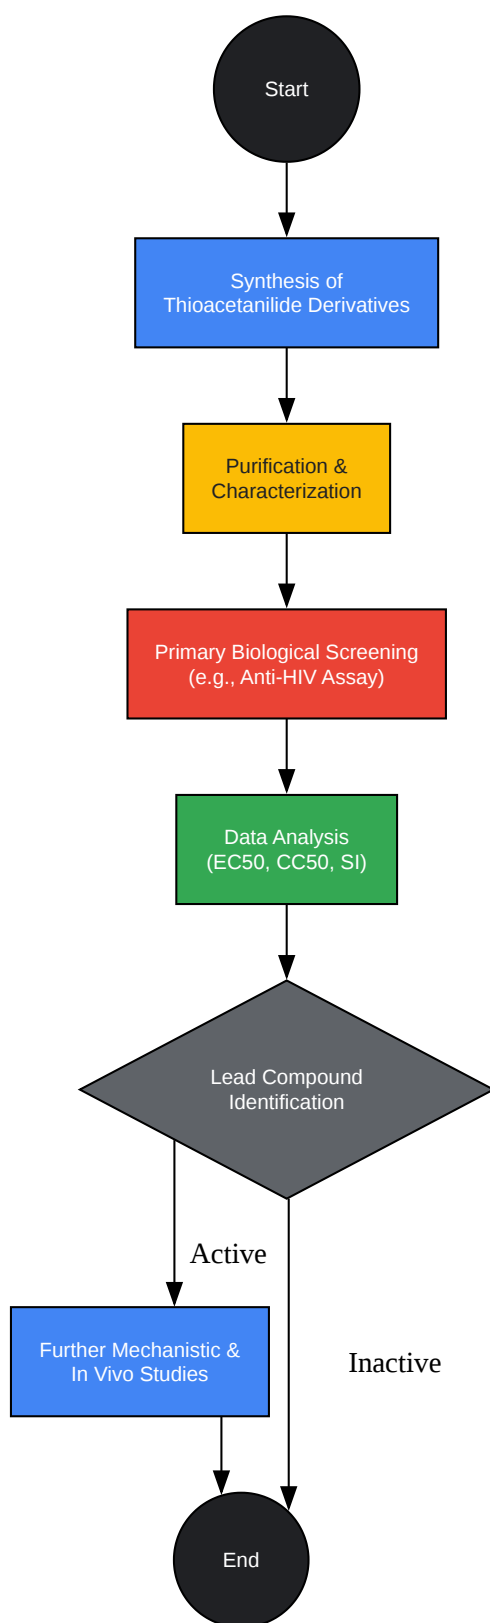 Start
Synthesis of
Thioacetanilide Derivatives
Purification &
Characterization
Primary Biological Screening
(e.g., Anti-HIV Assay)
Data Analysis
(EC50, CC50, SI)
Lead Compound
Identification
Active
Further Mechanistic &
In Vivo Studies
Inactive
End